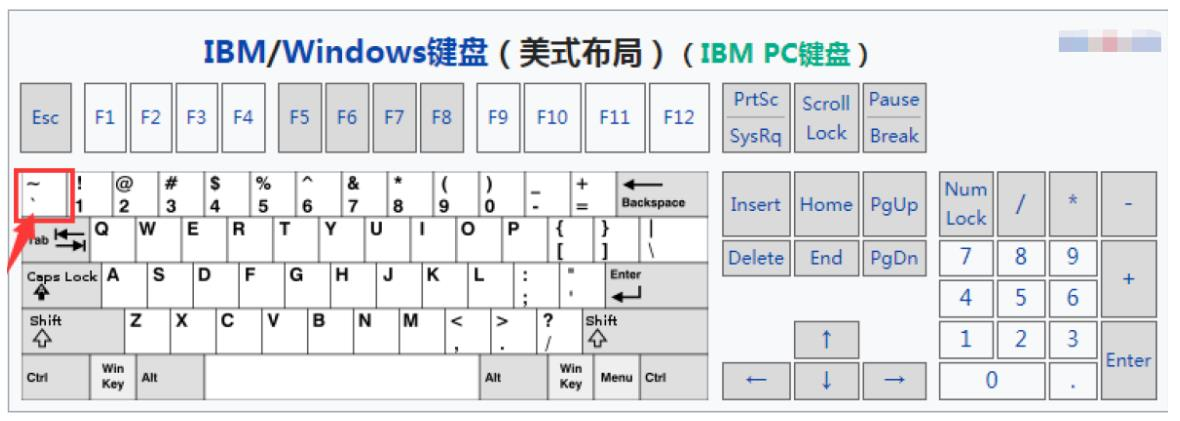 IBM/Windows键盘（美式布局）（IBM PC键盘）
Esc F1 F2 F3 F4 F5 F6 F7 F8 F9 F10 F11 F12 PrtSc SysRq Scroll Lock Pause Break
~ ! @ # $ % ^ & * ( ) _ +
` 1 2 3 4 5 6 7 8 9 0 - = Backspace
Insert Home PgUp Num Lock / * -
Tab Q W E R T Y U I O P { } |
[ ] \
Delete End PgDn 7 8 9 +
Caps Lock A S D F G H J K L : " Enter
; '
4 5 6
Shift Z X C V B N M < > ? Shift
, . /
↑ 1 2 3 Enter
Ctrl Win Key Alt Alt Win Key Menu Ctrl
← ↓ → 0 .